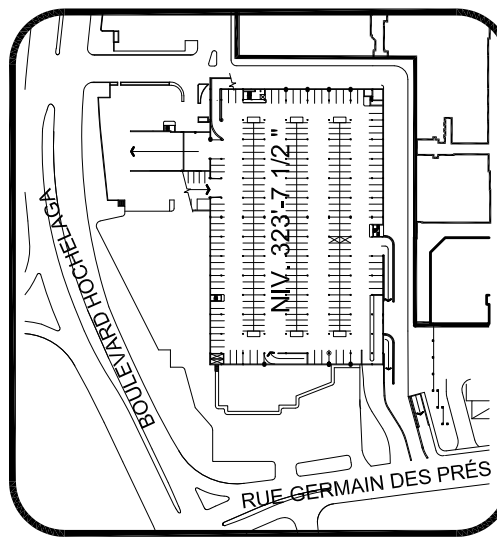 NIV. 323'-7 1/2 "
BOULEVARD HOCHELAGA
RUE GERMAIN DES PRÉS